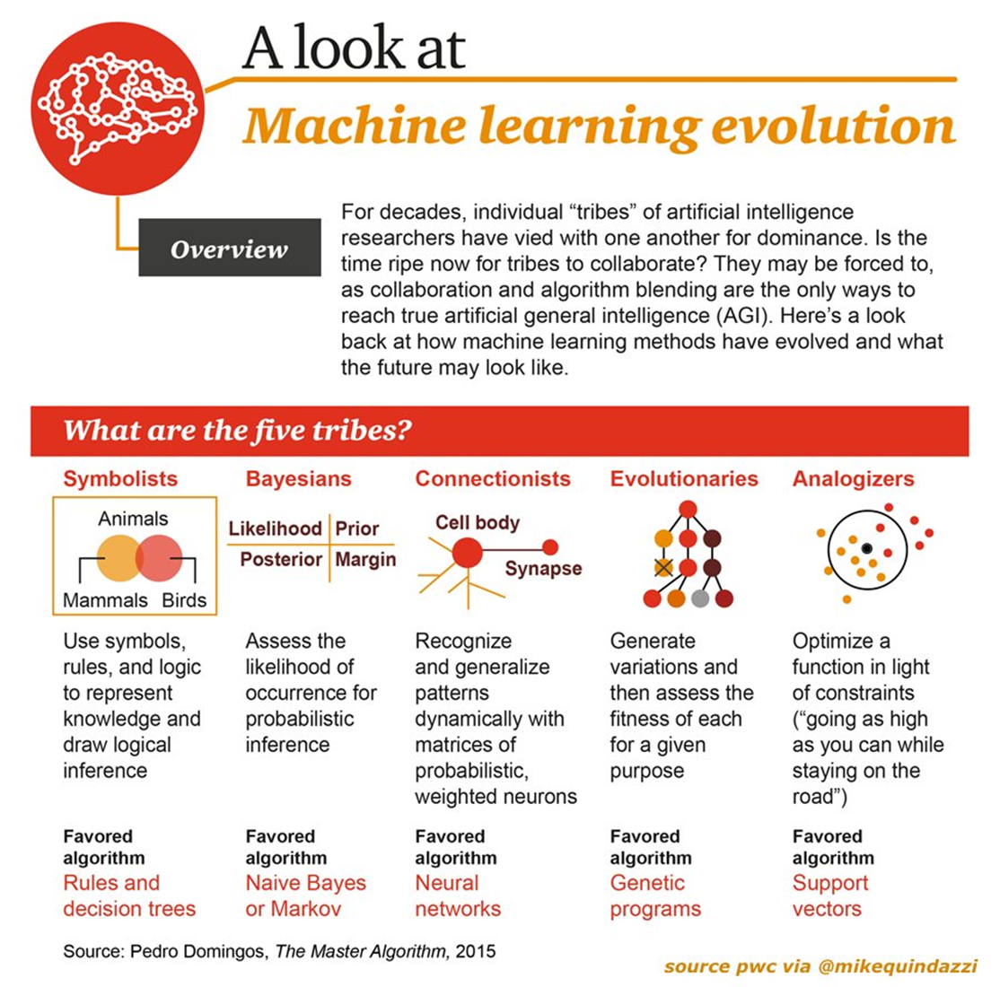 A look at
Machine learning evolution
Overview
For decades, individual “tribes” of artificial intelligence
researchers have vied with one another for dominance. Is the
time ripe now for tribes to collaborate? They may be forced to,
as collaboration and algorithm blending are the only ways to
reach true artificial general intelligence (AGI). Here’s a look
back at how machine learning methods have evolved and what
the future may look like.
What are the five tribes?
Symbolists
Animals
Mammals Birds
Use symbols,
rules, and logic
to represent
knowledge and
draw logical
inference
Favored
algorithm
Rules and
decision trees
Bayesians
Likelihood Prior
Posterior Margin
Assess the
likelihood of
occurrence for
probabilistic
inference
Favored
algorithm
Naive Bayes
or Markov
Connectionists
Cell body
Synapse
Recognize
and generalize
patterns
dynamically with
matrices of
probabilistic,
weighted neurons
Favored
algorithm
Neural
networks
Evolutionaries
Generate
variations and
then assess the
fitness of each
for a given
purpose
Favored
algorithm
Genetic
programs
Analogizers
Optimize a
function in light
of constraints
(“going as high
as you can while
staying on the
road”)
Favored
algorithm
Support
vectors
Source: Pedro Domingos, The Master Algorithm, 2015
source pwc via @mikequindazzi